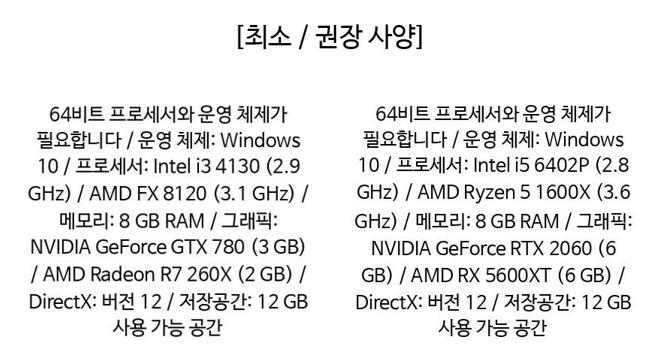 [최소 / 권장 사양]
64비트 프로세서와 운영 체제가
필요합니다 / 운영 체제: Windows
10 / 프로세서: Intel i3 4130 (2.9
GHz) / AMD FX 8120 (3.1 GHz) /
메모리: 8 GB RAM / 그래픽:
NVIDIA GeForce GTX 780 (3 GB)
/ AMD Radeon R7 260X (2 GB) /
DirectX: 버전 12 / 저장공간: 12 GB
사용 가능 공간
64비트 프로세서와 운영 체제가
필요합니다 / 운영 체제: Windows
10 / 프로세서: Intel i5 6402P (2.8
GHz) / AMD Ryzen 5 1600X (3.6
GHz) / 메모리: 8 GB RAM / 그래픽:
NVIDIA GeForce RTX 2060 (6
GB) / AMD RX 5600XT (6 GB) /
DirectX: 버전 12 / 저장공간: 12 GB
사용 가능 공간